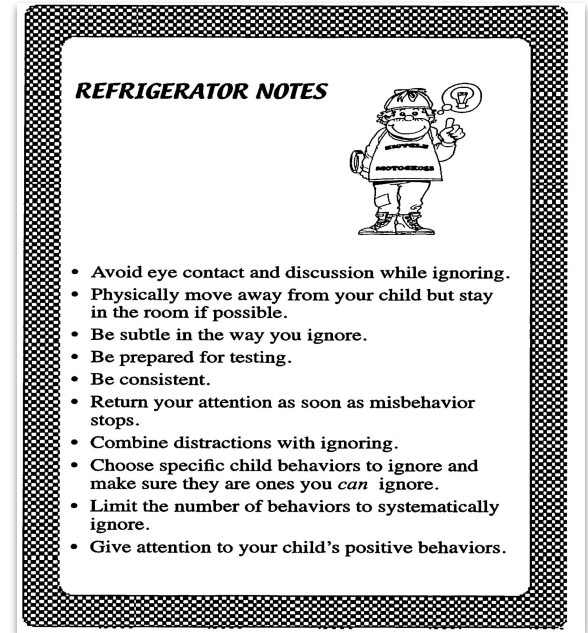 REFRIGERATOR NOTES
BICYCLE
MOTOCROSS
• Avoid eye contact and discussion while ignoring.
• Physically move away from your child but stay
in the room if possible.
• Be subtle in the way you ignore.
• Be prepared for testing.
• Be consistent.
• Return your attention as soon as misbehavior
stops.
• Combine distractions with ignoring.
• Choose specific child behaviors to ignore and
make sure they are ones you can ignore.
• Limit the number of behaviors to systematically
ignore.
• Give attention to your child's positive behaviors.